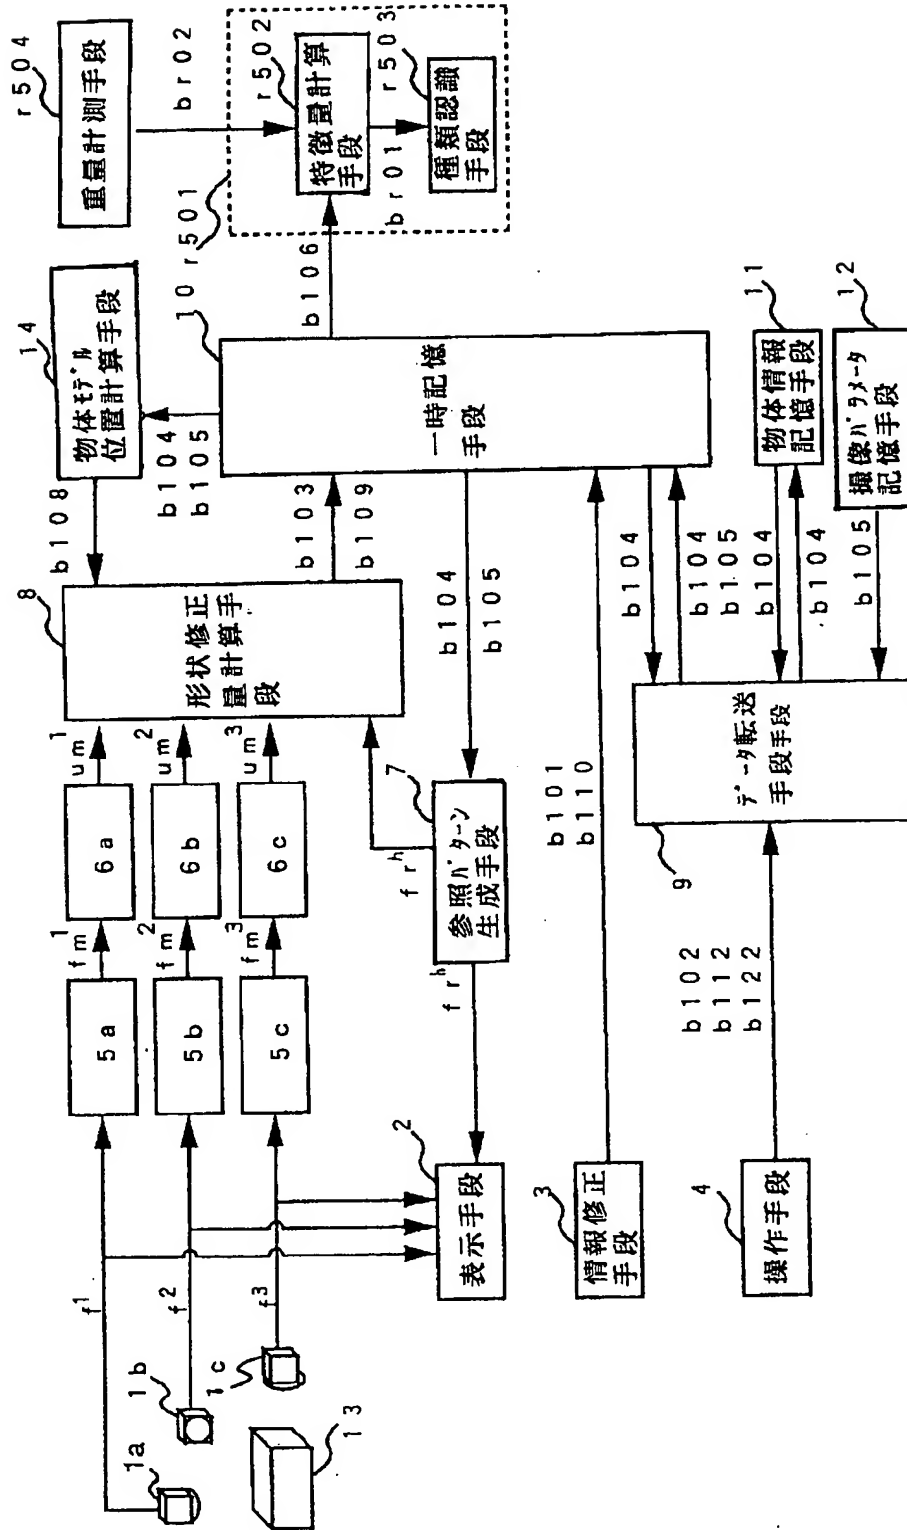 r504
重量計測手段
br02
r502
特徴量計算
手段
br01
r503
種類認識
手段
r501
10
b106
14
物体モデル
位置計算手段
b108
b104
b105
一時記憶
手段
b103
b109
8
形状修正
量計算手
段
um1
um2
um3
6a
6b
6c
fm1
fm2
fm3
5a
5b
5c
f1
f2
f3
1a
1b
1c
13
b104
b105
7
参照パターン
生成手段
frh
frh
2
表示手段
3
情報修正
手段
b101
b110
4
操作手段
b102
b112
b122
9
データ転送
手段手段
b104
b104
b105
b104
b104
b105
11
物体情報
記憶手段
12
撮像パラメータ
記憶手段